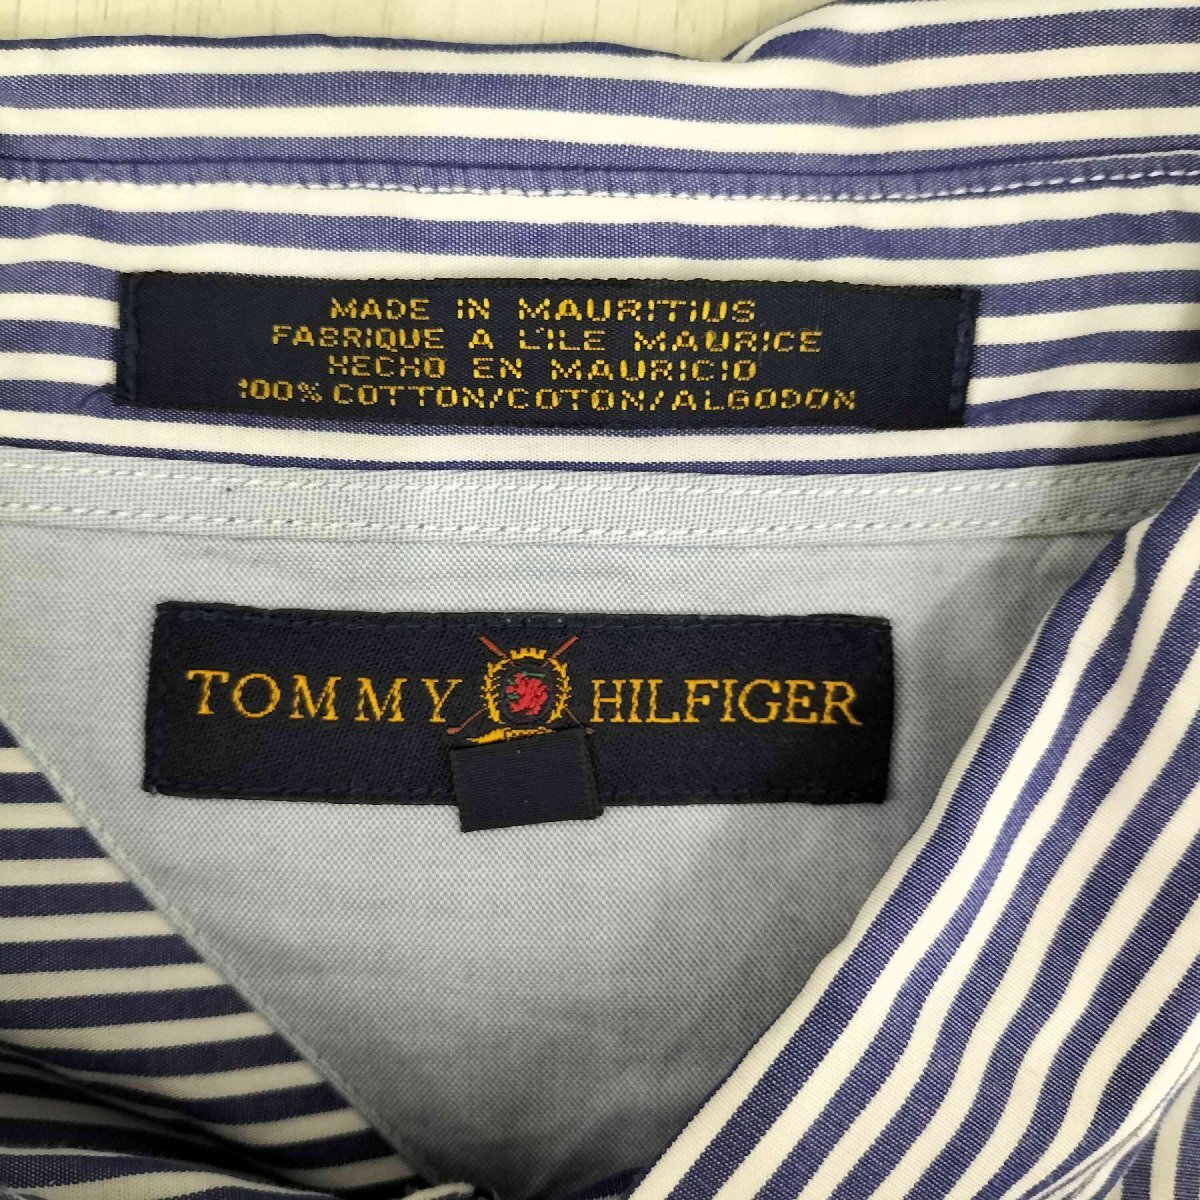 MADE IN MAURITIUS
FABRIQUE A L'ILE MAURICE
HECHO EN MAURICIO
100% COTTON/COTON/ALGODON
TOMMY HILFIGER